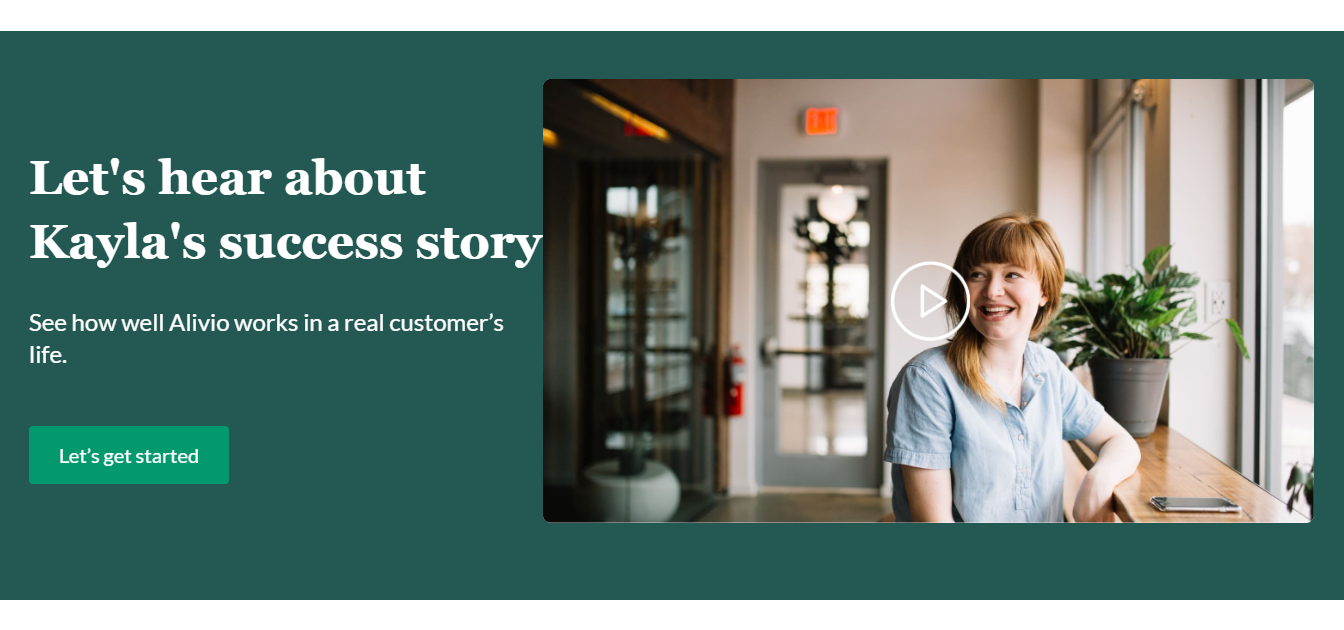 Let's hear about
Kayla's success story
See how well Alivio works in a real customer’s
life.
Let’s get started
EXIT